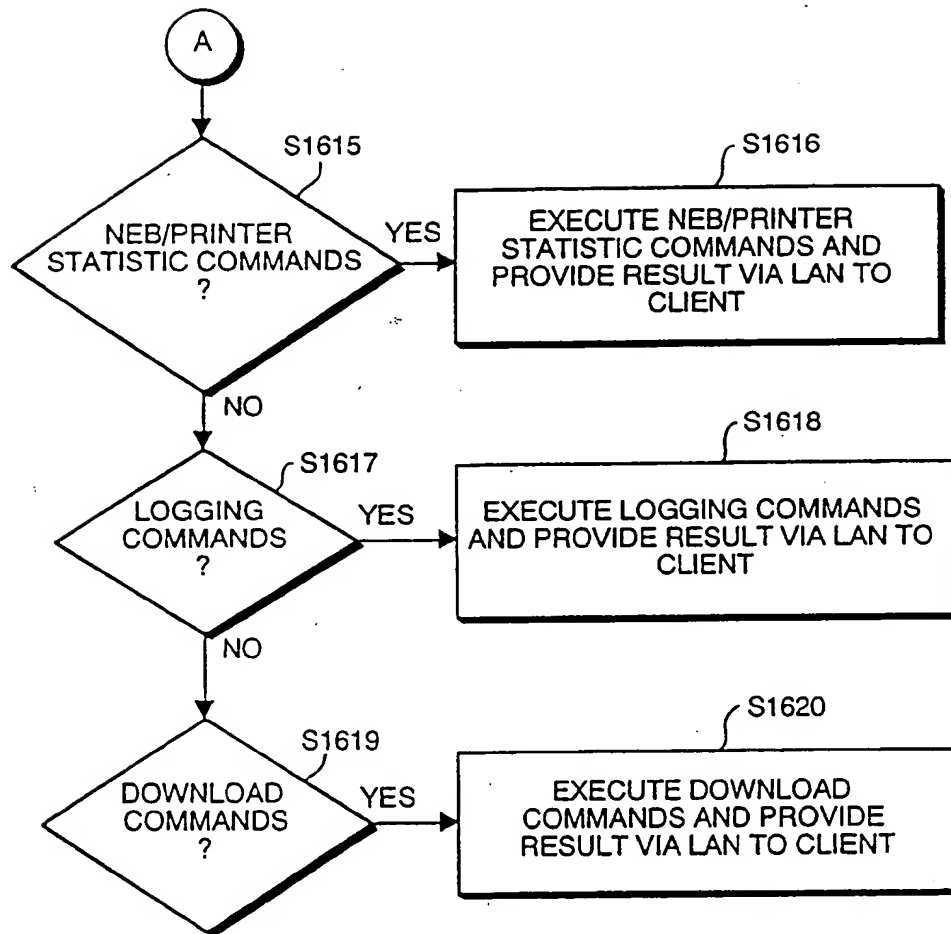 A
S1615
NEB/PRINTER
STATISTIC COMMANDS
?
YES
S1616
EXECUTE NEB/PRINTER
STATISTIC COMMANDS AND
PROVIDE RESULT VIA LAN TO
CLIENT
NO
S1617
LOGGING
COMMANDS
?
YES
S1618
EXECUTE LOGGING COMMANDS
AND PROVIDE RESULT VIA LAN TO
CLIENT
NO
S1619
DOWNLOAD
COMMANDS
?
YES
S1620
EXECUTE DOWNLOAD
COMMANDS AND PROVIDE
RESULT VIA LAN TO CLIENT